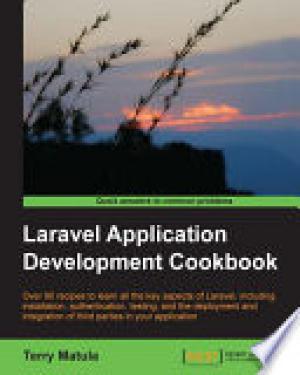 Quick answers to common problems
Laravel Application
Development Cookbook
Over 90 recipes to learn all the key aspects of Laravel, including
installation, authentication, testing, and the deployment and
integration of third parties in your application
Terry Matula